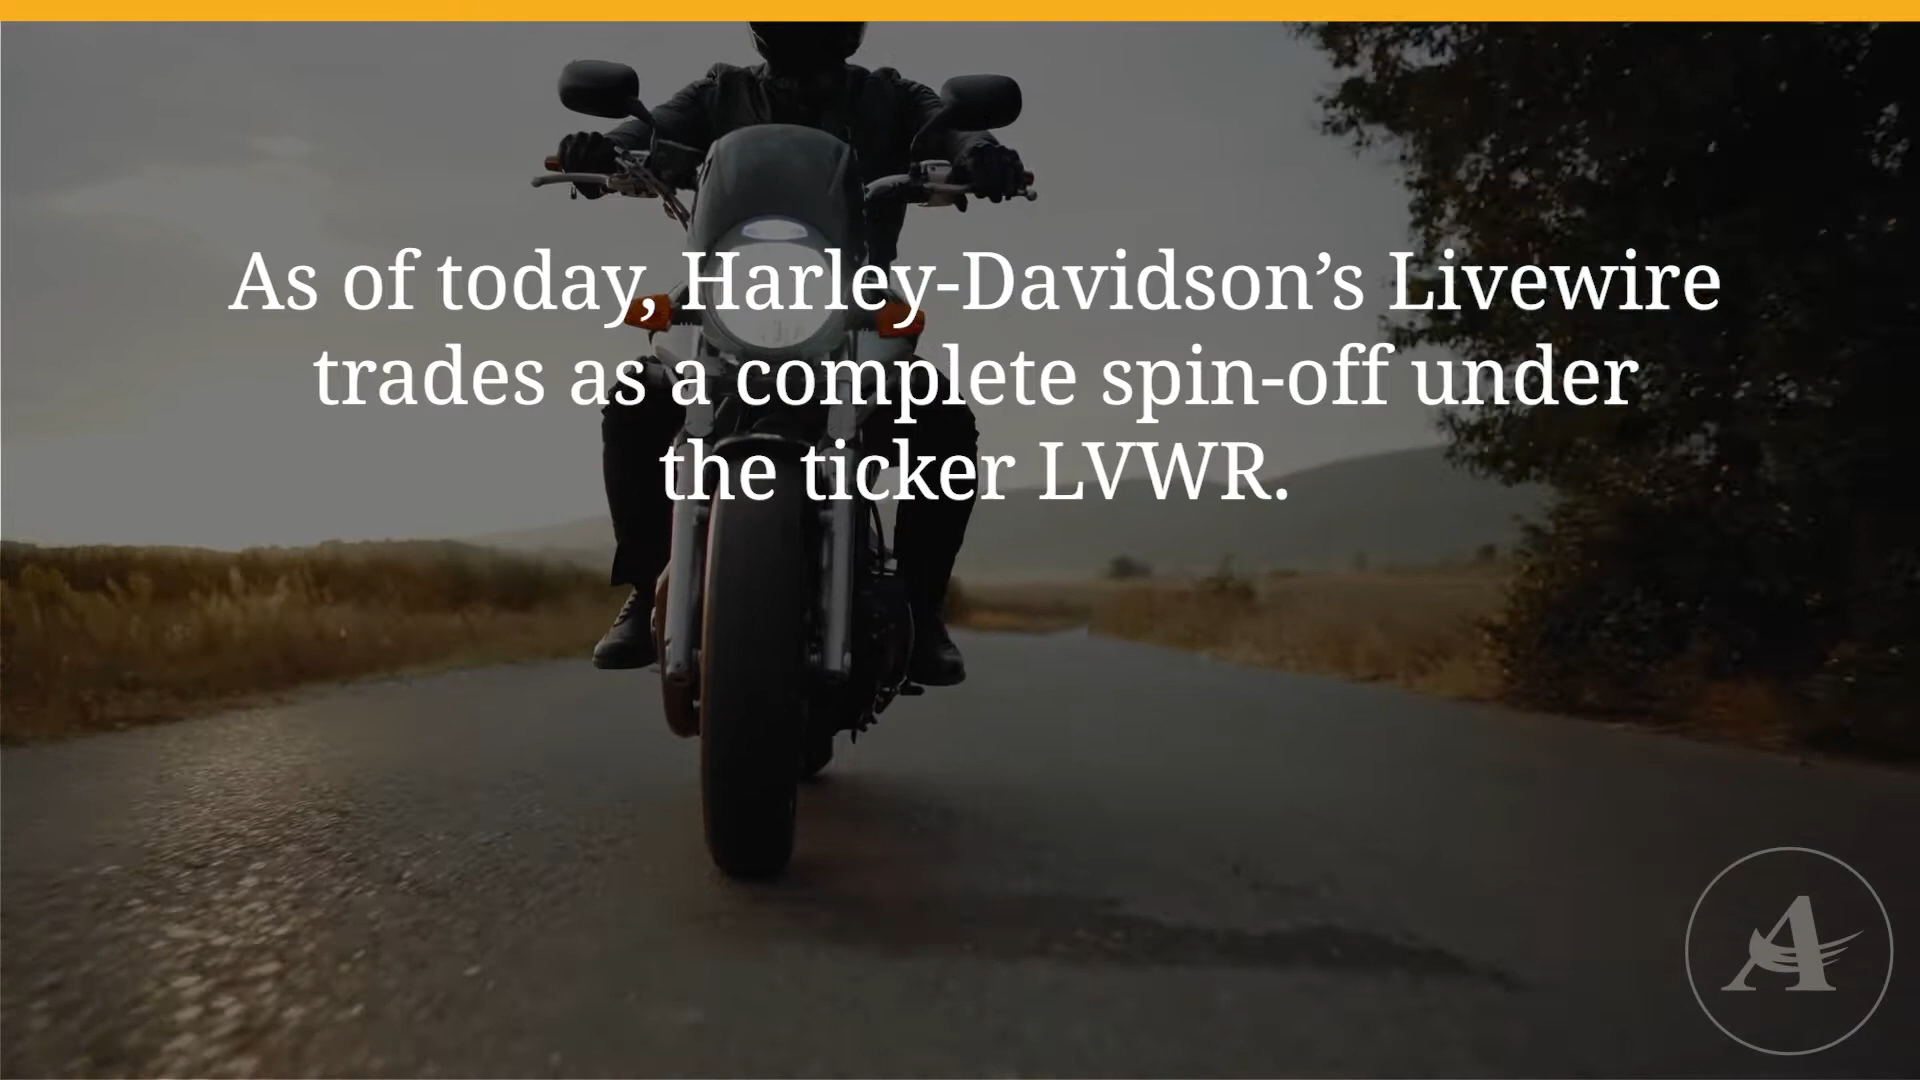 As of today, Harley-Davidson’s Livewire
trades as a complete spin-off under
the ticker LVWR.
A